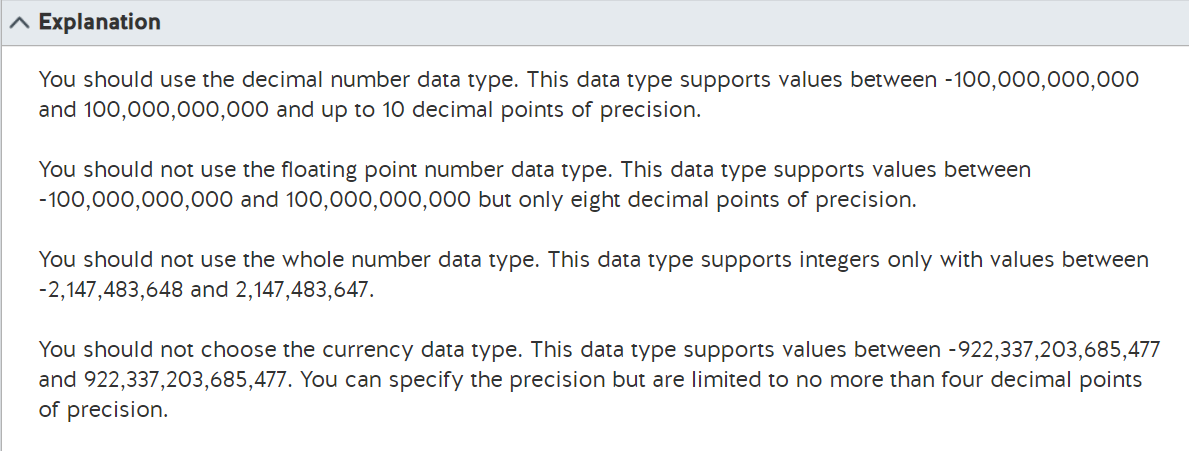 Explanation
You should use the decimal number data type. This data type supports values between -100,000,000,000
and 100,000,000,000 and up to 10 decimal points of precision.
You should not use the floating point number data type. This data type supports values between
-100,000,000,000 and 100,000,000,000 but only eight decimal points of precision.
You should not use the whole number data type. This data type supports integers only with values between
-2,147,483,648 and 2,147,483,647.
You should not choose the currency data type. This data type supports values between -922,337,203,685,477
and 922,337,203,685,477. You can specify the precision but are limited to no more than four decimal points
of precision.